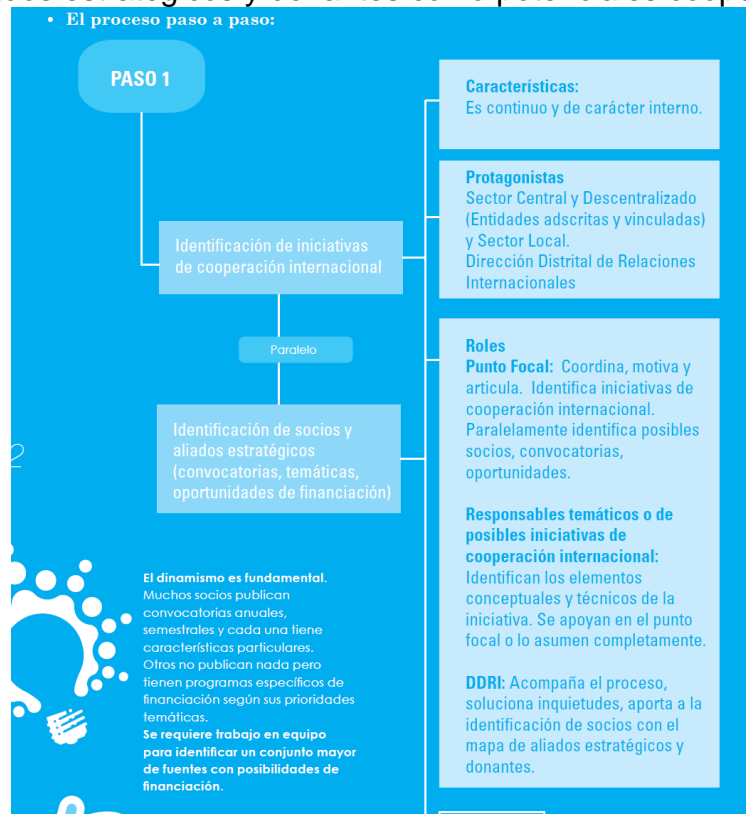 • El proceso paso a paso:
PASO 1
Características:
Es continuo y de carácter interno.
Protagonistas
Sector Central y Descentralizado
(Entidades adscritas y vinculadas)
y Sector Local.
Dirección Distrital de Relaciones
Internacionales
Identificación de iniciativas
de cooperación internacional
Paralelo
Identificación de socios y
aliados estratégicos
(convocatorias, temáticas,
oportunidades de financiación)
Roles
Punto Focal: Coordina, motiva y
articula. Identifica iniciativas de
cooperación internacional.
Paralelamente identifica posibles
socios, convocatorias,
oportunidades.
Responsables temáticos o de
posibles iniciativas de
cooperación internacional:
Identifican los elementos
conceptuales y técnicos de la
iniciativa. Se apoyan en el punto
focal o lo asumen completamente.
DDRI: Acompaña el proceso,
soluciona inquietudes, aporta a la
identificación de socios con el
mapa de aliados estratégicos y
donantes.
2
El dinamismo es fundamental.
Muchos socios publican
convocatorias anuales,
semestrales y cada una tiene
características particulares.
Otros no publican nada pero
tienen programas específicos de
financiación según sus prioridades
temáticas.
Se requiere trabajo en equipo
para identificar un conjunto mayor
de fuentes con posibilidades de
financiación.